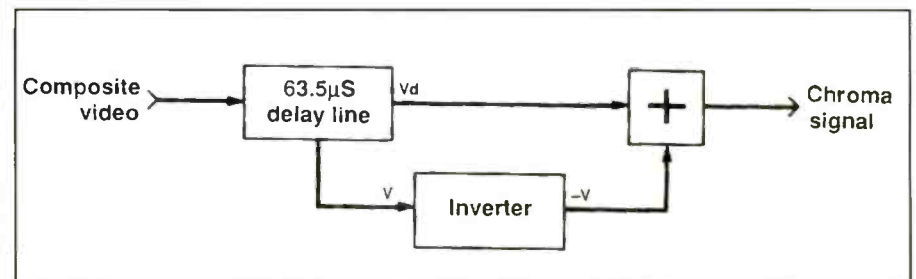 Composite
video
63.5µS
delay line
Vd
+
Chroma
signal
V
Inverter
–V